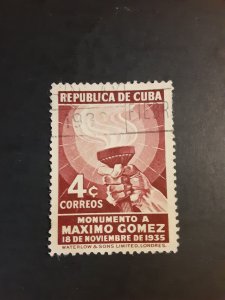 REPUBLICA DE CUBA
4¢
CORREOS
MONUMENTO A
MAXIMO GOMEZ
18 DE NOVIEMBRE DE 1935
WATERLOW & SONS LIMITED, LONDRES.